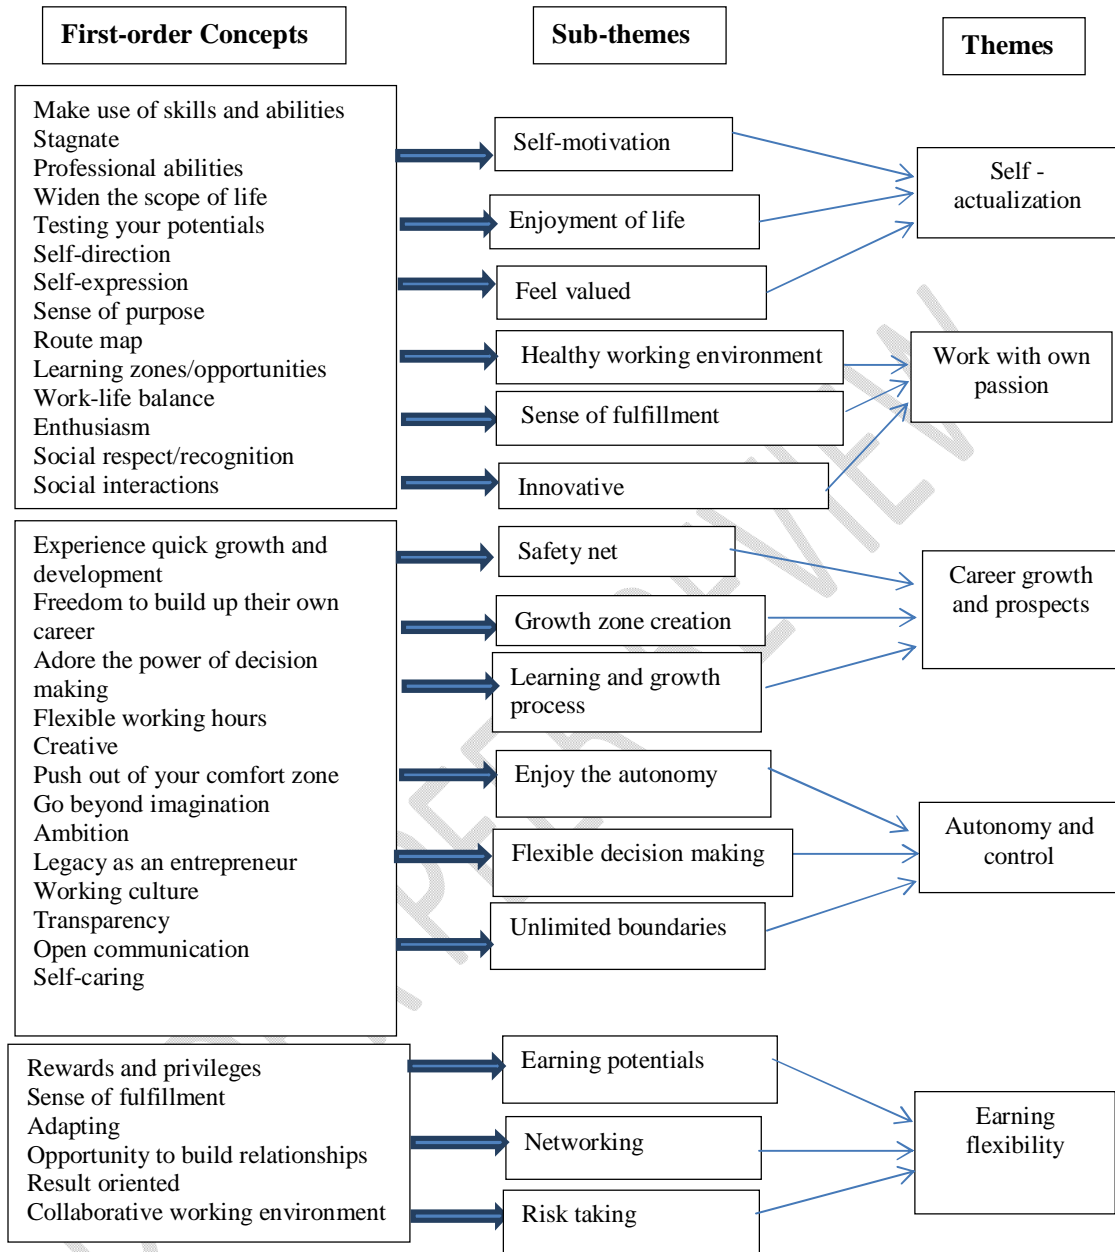 First-order Concepts
Sub-themes
Themes
Make use of skills and abilities
Stagnate
Professional abilities
Widen the scope of life
Testing your potentials
Self-direction
Self-expression
Sense of purpose
Route map
Learning zones/opportunities
Work-life balance
Enthusiasm
Social respect/recognition
Social interactions
Self-motivation
Enjoyment of life
Feel valued
Healthy working environment
Sense of fulfillment
Innovative
Self -
actualization
Work with own
passion
Experience quick growth and
development
Freedom to build up their own
career
Adore the power of decision
making
Flexible working hours
Creative
Push out of your comfort zone
Go beyond imagination
Ambition
Legacy as an entrepreneur
Working culture
Transparency
Open communication
Self-caring
Safety net
Growth zone creation
Learning and growth
process
Enjoy the autonomy
Flexible decision making
Unlimited boundaries
Career growth
and prospects
Autonomy and
control
Rewards and privileges
Sense of fulfillment
Adapting
Opportunity to build relationships
Result oriented
Collaborative working environment
Earning potentials
Networking
Risk taking
Earning
flexibility
PEER REVIEW